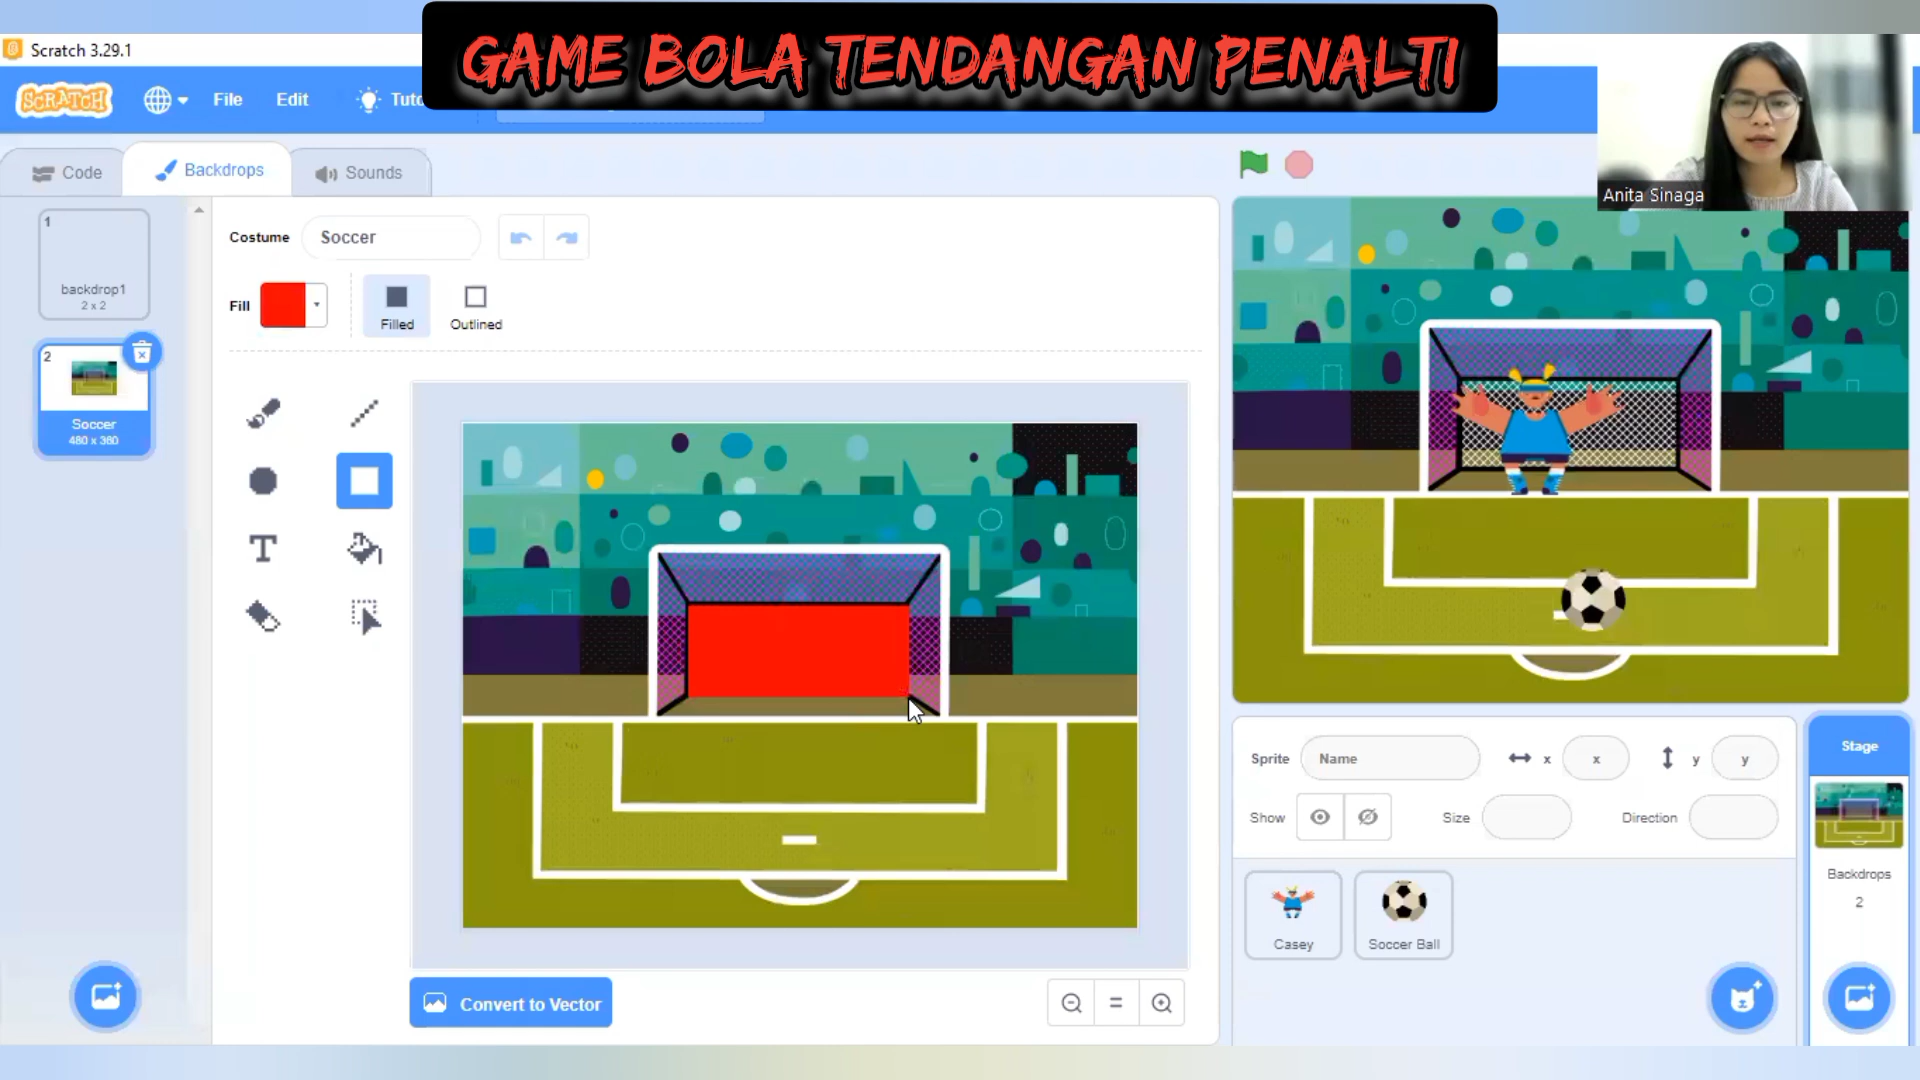 GAME BOLA TENDANGAN PENALTI
Scratch 3.29.1
SCRATCH
File
Edit
Tuto
Anita Sinaga
Code
Backdrops
Sounds
1
backdrop1
2 x 2
2
Soccer
480 x 360
Costume
Soccer
Fill
Filled
Outlined
T
Convert to Vector
Sprite
Name
x
x
y
y
Show
Size
Direction
Casey
Soccer Ball
Stage
Backdrops
2